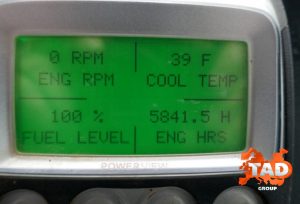 0 RPM
ENG RPM
39 F
COOL TEMP
100 %
FUEL LEVEL
5841.5 H
ENG HRS
POWERVIEW
TAD
GROUP